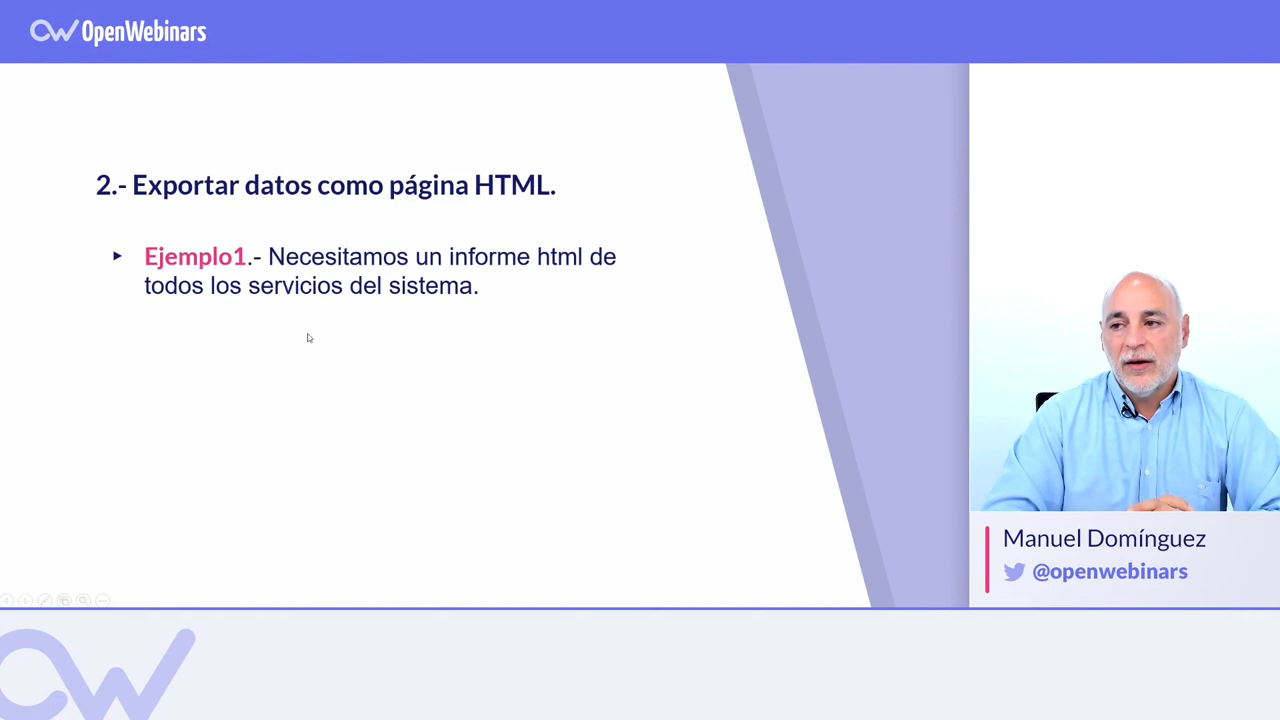 OpenWebinars
2.- Exportar datos como página HTML.
Ejemplo1.- Necesitamos un informe html de
todos los servicios del sistema.
Manuel Domínguez
@openwebinars